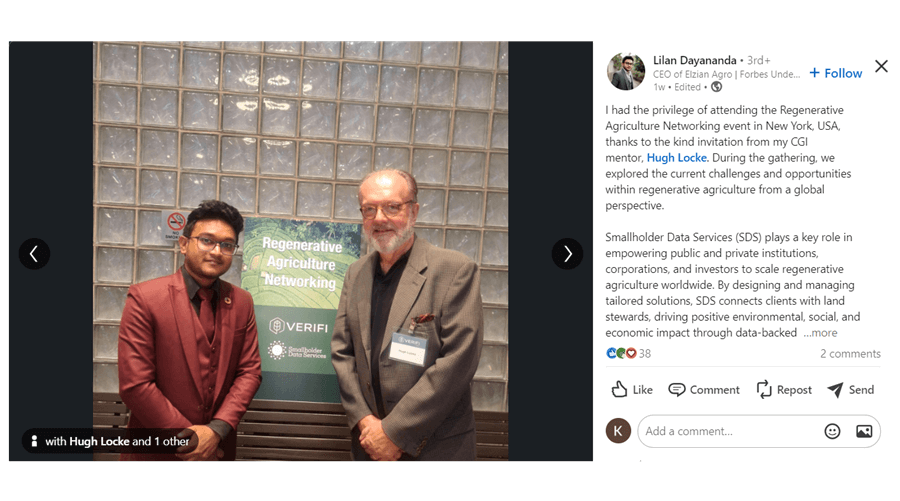 Regenerative
Agriculture
Networking
VERIFI
Smallholder
Data Services
with Hugh Locke and 1 other
Lilan Dayananda • 3rd+
CEO of Elzian Agro | Forbes Unde...
1w • Edited •
+ Follow
I had the privilege of attending the Regenerative
Agriculture Networking event in New York, USA,
thanks to the kind invitation from my CGI
mentor, Hugh Locke. During the gathering, we
explored the current challenges and opportunities
within regenerative agriculture from a global
perspective.
Smallholder Data Services (SDS) plays a key role in
empowering public and private institutions,
corporations, and investors to scale regenerative
agriculture worldwide. By designing and managing
tailored solutions, SDS connects clients with land
stewards, driving positive environmental, social, and
economic impact through data-backed ...more
38
2 comments
Like
Comment
Repost
Send
K
Add a comment...